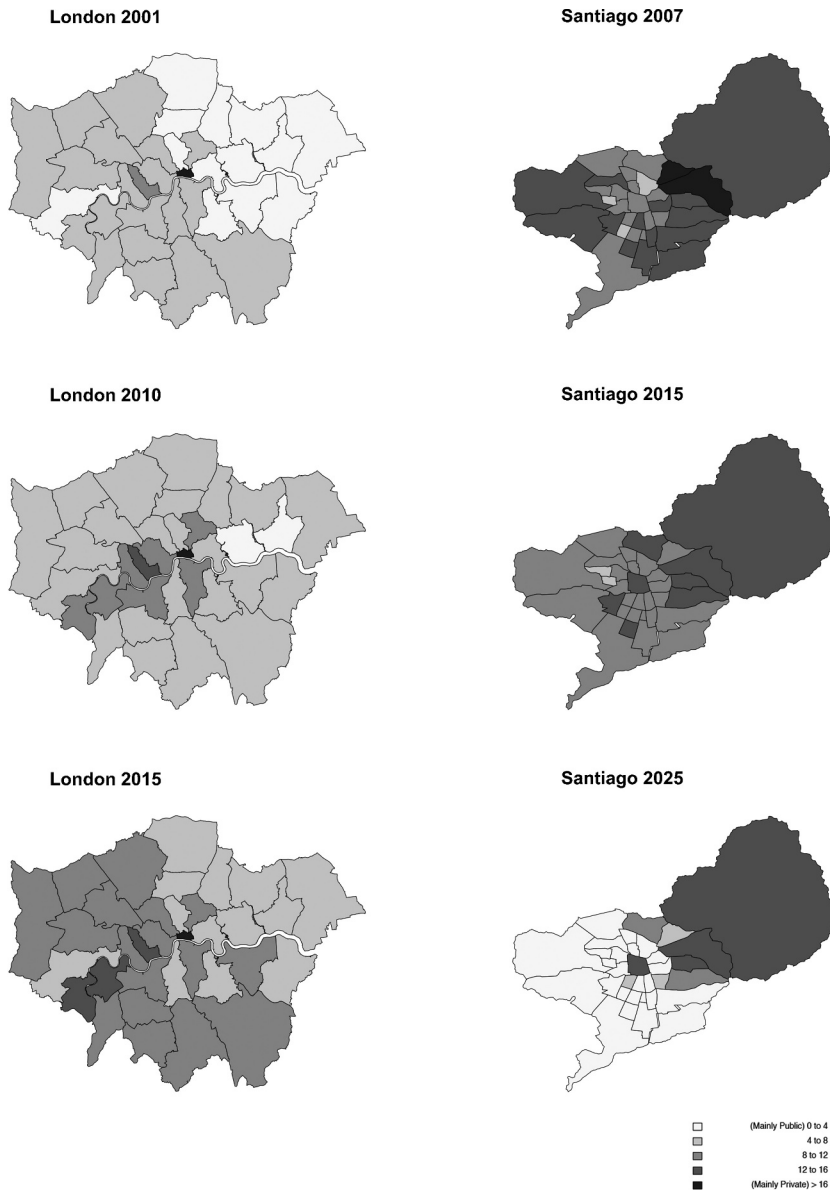 London 2001
Santiago 2007
London 2010
Santiago 2015
London 2015
Santiago 2025
(Mainly Public) 0 to 4
4 to 8
8 to 12
12 to 16
(Mainly Private) > 16